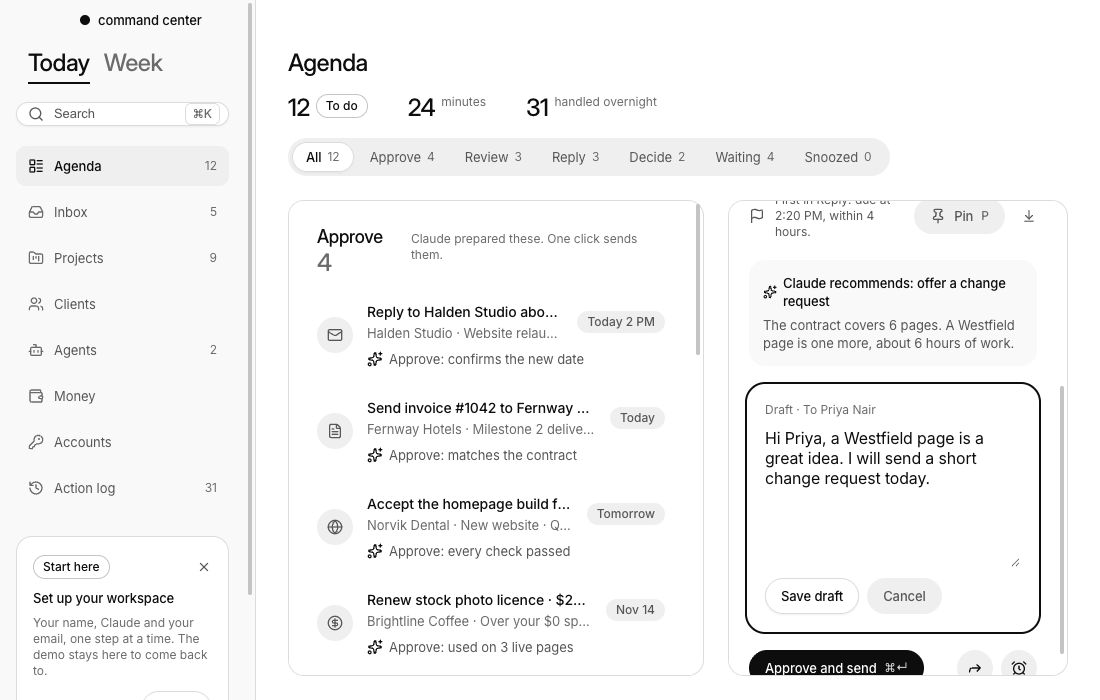 command center
Today Week
Search ⌘K
Agenda 12
Inbox 5
Projects 9
Clients
Agents 2
Money
Accounts
Action log 31
Start here
Set up your workspace
Your name, Claude and your
email, one step at a time. The
demo stays here to come back
to.
Agenda
12 To do 24 minutes 31 handled overnight
All 12 Approve 4 Review 3 Reply 3 Decide 2 Waiting 4 Snoozed 0
Approve
4
Claude prepared these. One click sends
them.
Reply to Halden Studio abo...
Today 2 PM
Halden Studio · Website relau...
Approve: confirms the new date
Send invoice #1042 to Fernway ...
Today
Fernway Hotels · Milestone 2 delive...
Approve: matches the contract
Accept the homepage build f...
Tomorrow
Norvik Dental · New website · Q...
Approve: every check passed
Renew stock photo licence · $2...
Nov 14
Brightline Coffee · Over your $0 sp...
Approve: used on 3 live pages
First in Reply: due at
2:20 PM, within 4
hours.
Pin P
Claude recommends: offer a change
request
The contract covers 6 pages. A Westfield
page is one more, about 6 hours of work.
Draft · To Priya Nair
Hi Priya, a Westfield page is a
great idea. I will send a short
change request today.
Save draft Cancel
Approve and send ⌘↵